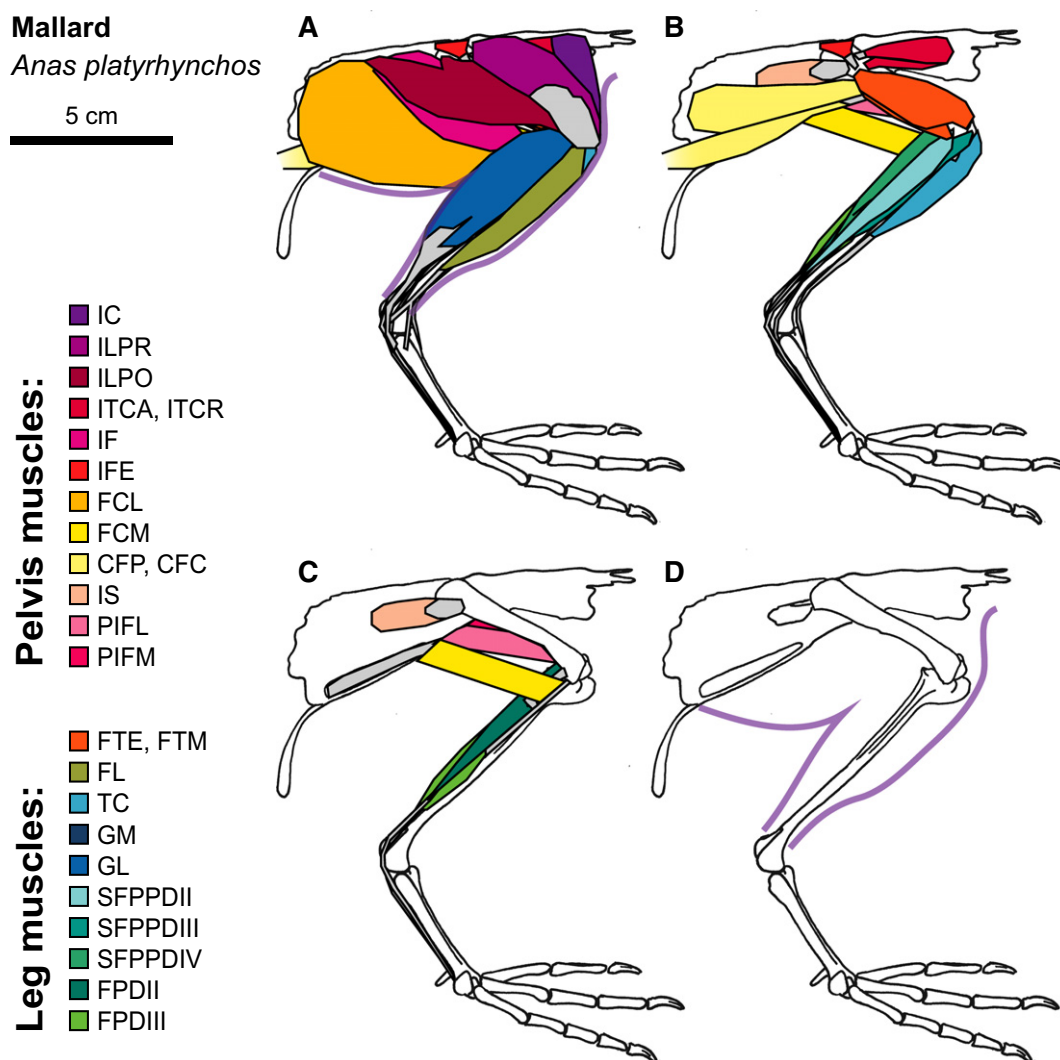 Mallard
Anas platyrhynchos
5 cm
A
B
C
D
Pelvis muscles:
IC
ILPR
ILPO
ITCA, ITCR
IF
IFE
FCL
FCM
CFP, CFC
IS
PIFL
PIFM
Leg muscles:
FTE, FTM
FL
TC
GM
GL
SFPPDII
SFPPDIII
SFPPDIV
FPDII
FPDIII